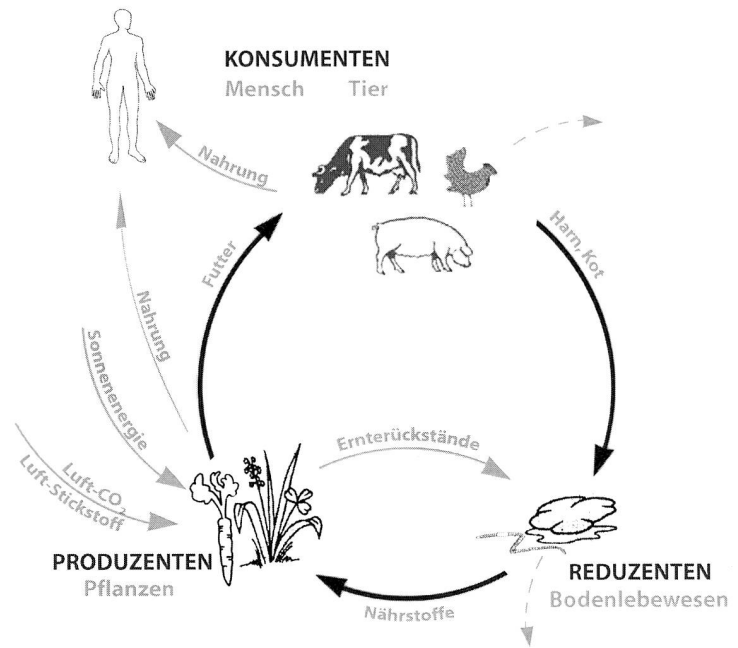 KONSUMENTEN
Mensch Tier
Nahrung
Futter
Harn, Kot
Nahrung
Sonnenenergie
Luft-CO₂
Luft-Stickstoff
Ernterückstände
PRODUZENTEN
Pflanzen
REDUZENTEN
Bodenlebewesen
Nährstoffe